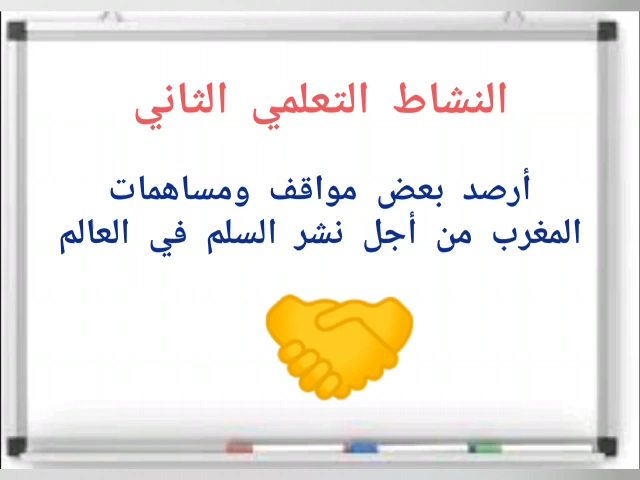 النشاط التعلمي الثاني
أرصد بعض مواقف ومساهمات
المغرب من أجل نشر السلم في العالم